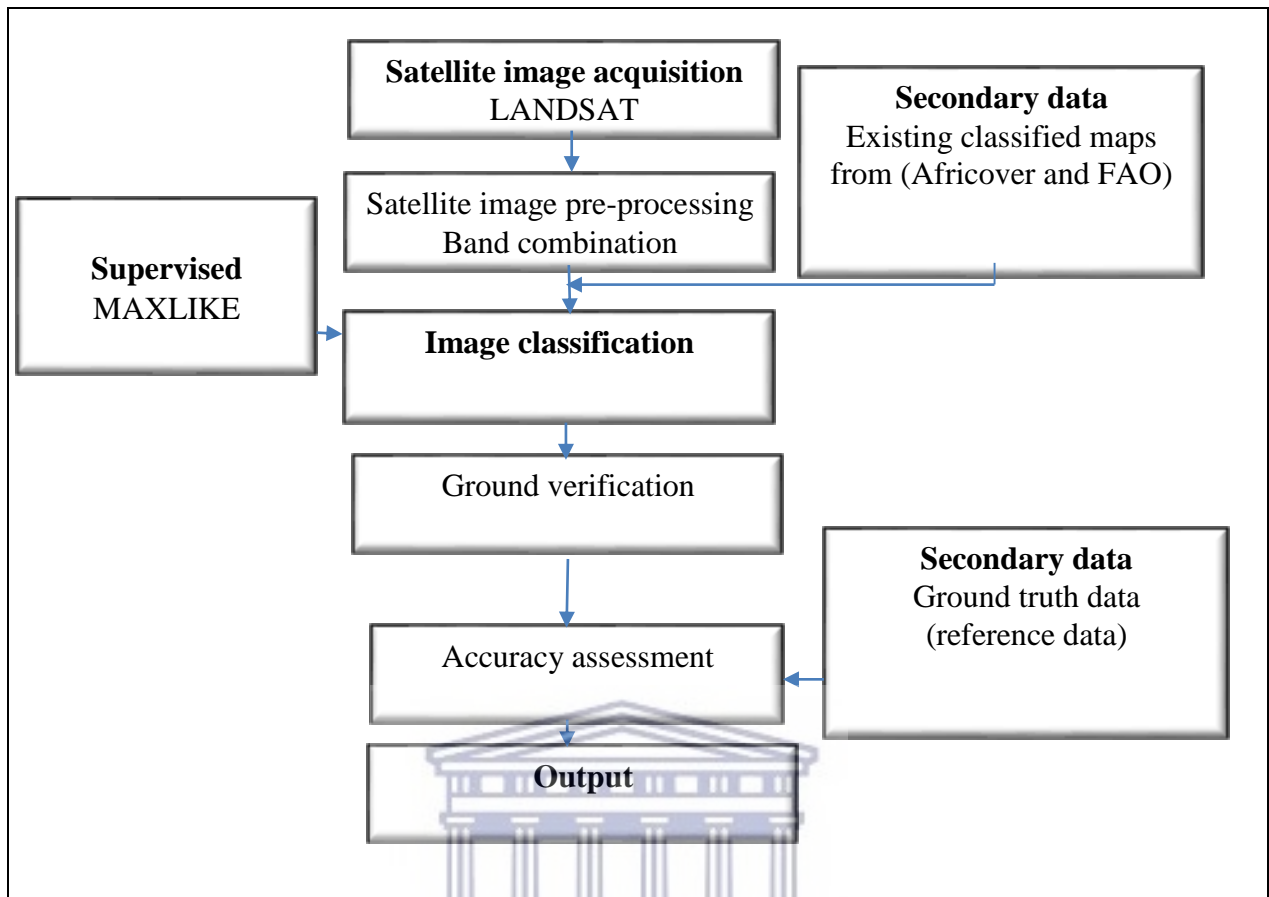 Satellite image acquisition
LANDSAT
Secondary data
Existing classified maps
from (Africover and FAO)
Satellite image pre-processing
Band combination
Supervised
MAXLIKE
Image classification
Ground verification
Secondary data
Ground truth data
(reference data)
Accuracy assessment
Output